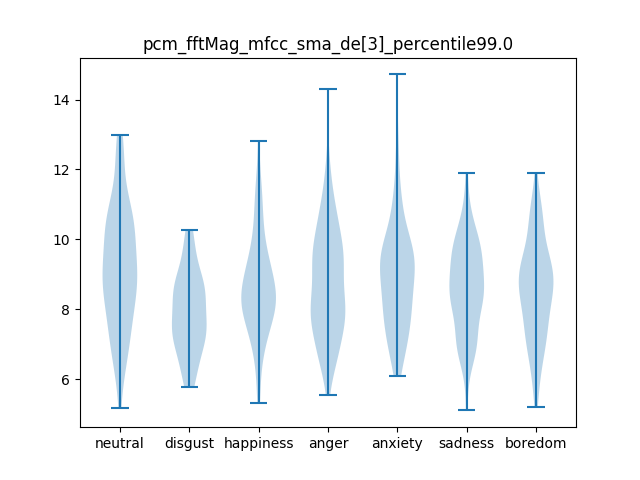 pcm_fftMag_mfcc_sma_de[3]_percentile99.0
14
12
10
8
6
neutral disgust happiness anger anxiety sadness boredom